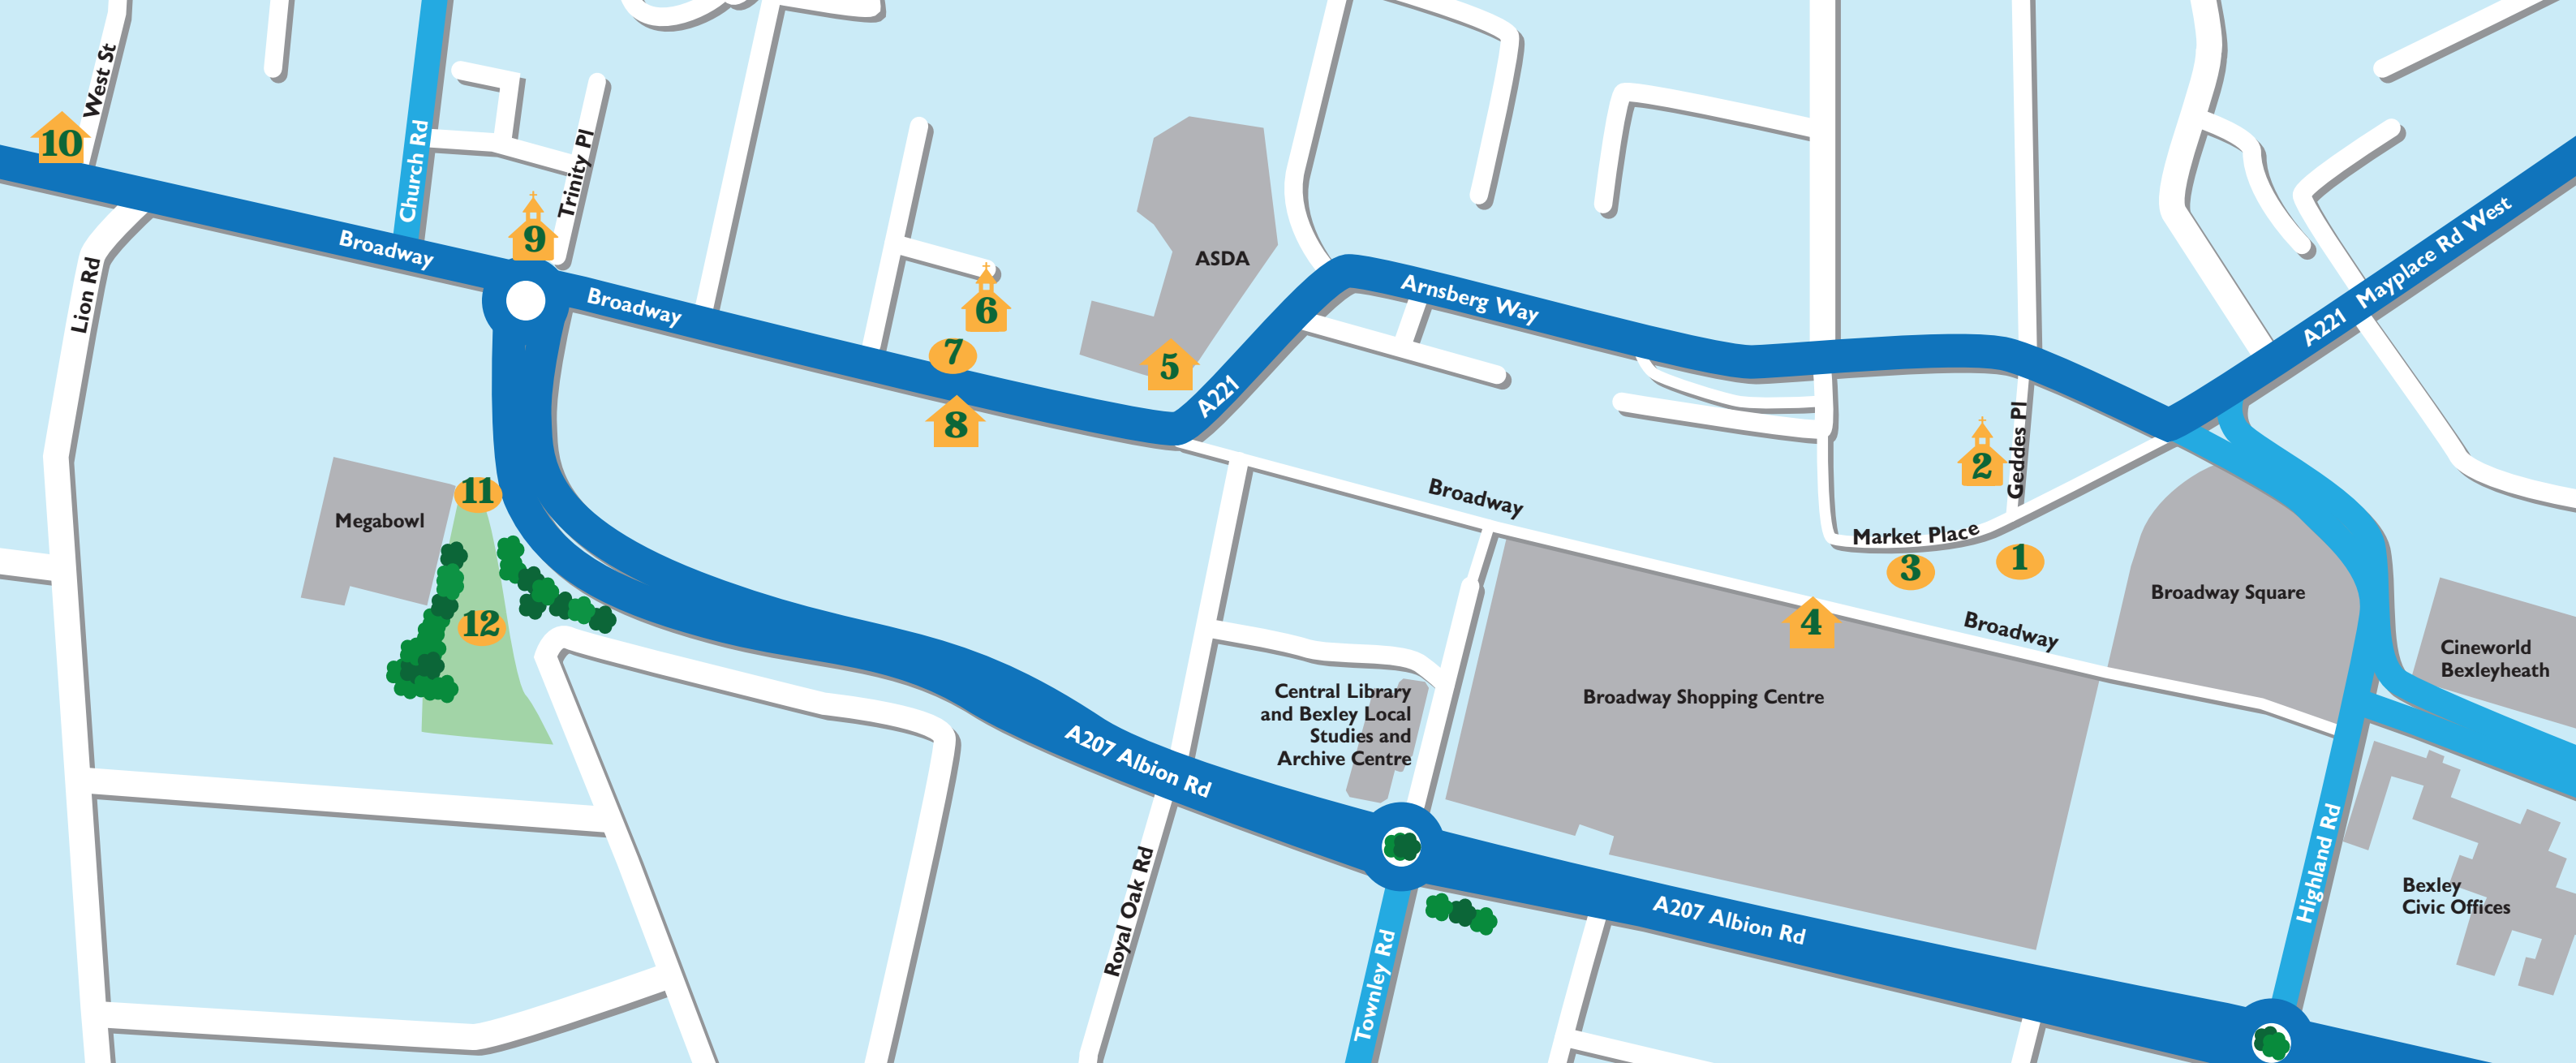 West St
10
Church Rd
Trinity Pl
9
Broadway
Lion Rd
Broadway
6
7
8
ASDA
5
A221
Arnsberg Way
A221 Mayplace Rd West
2
Geddes Pl
Broadway
Market Place
3
1
4
Broadway
Broadway Square
Cineworld
Bexleyheath
11
Megabowl
12
Central Library
and Bexley Local
Studies and
Archive Centre
Broadway Shopping Centre
A207 Albion Rd
Royal Oak Rd
Townley Rd
A207 Albion Rd
Highland Rd
Bexley
Civic Offices